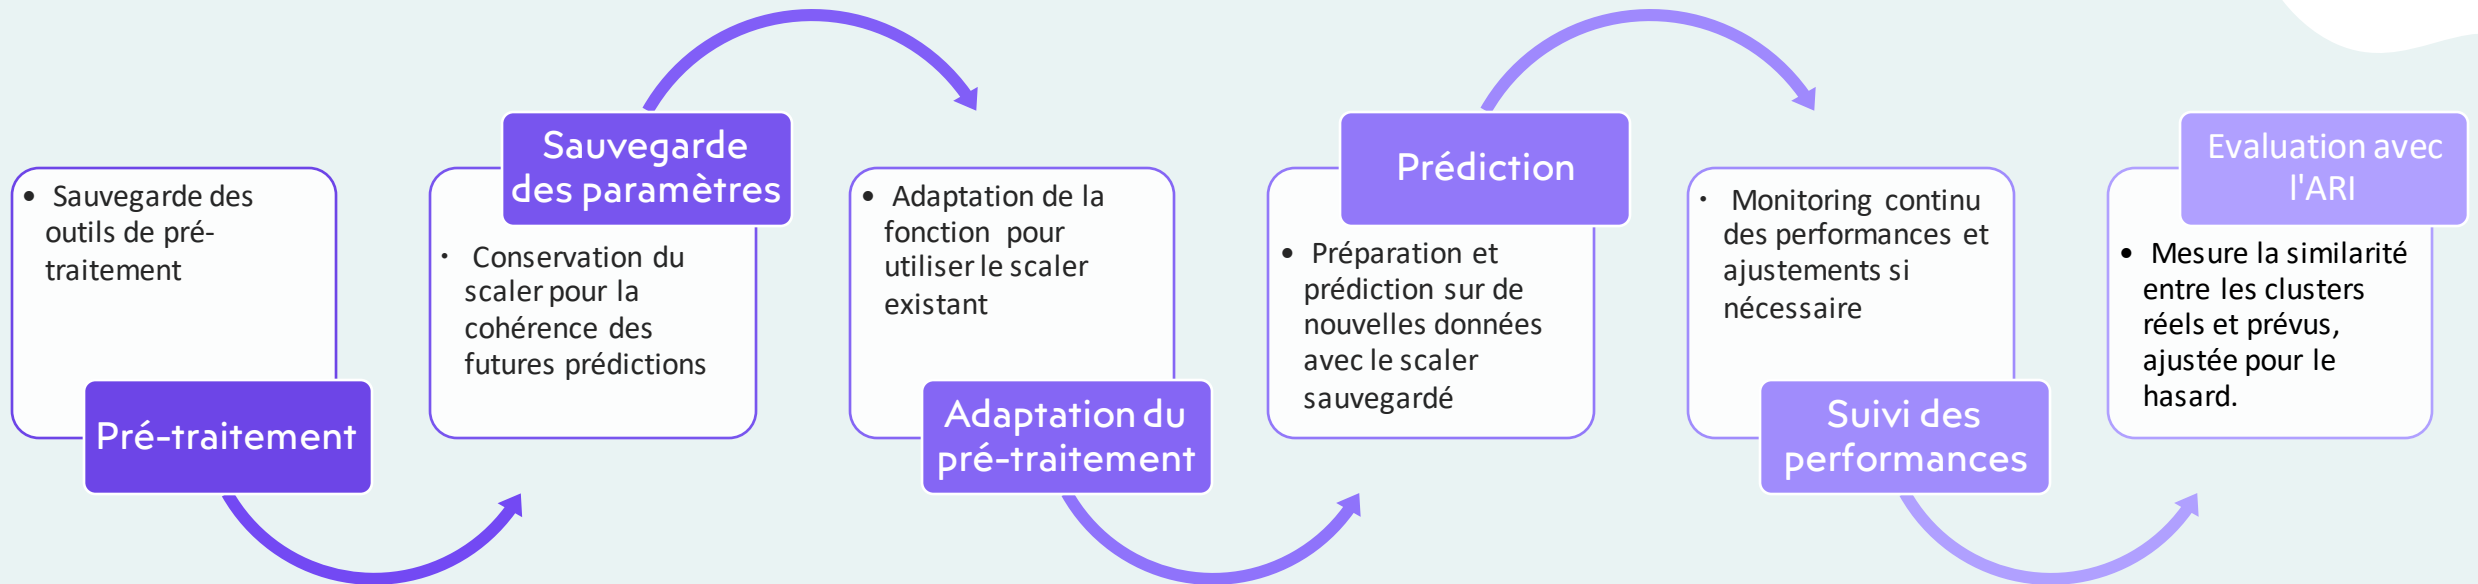 • Sauvegarde des
outils de pré-
traitement
Pré-traitement
Sauvegarde
des paramètres
• Conservation du
scaler pour la
cohérence des
futures prédictions
• Adaptation de la
fonction pour
utiliser le scaler
existant
Adaptation du
pré-traitement
Prédiction
• Préparation et
prédiction sur de
nouvelles données
avec le scaler
sauvegardé
• Monitoring continu
des performances et
ajustements si
nécessaire
Suivi des
performances
Evaluation avec
l'ARI
• Mesure la similarité
entre les clusters
réels et prévus,
ajustée pour le
hasard.